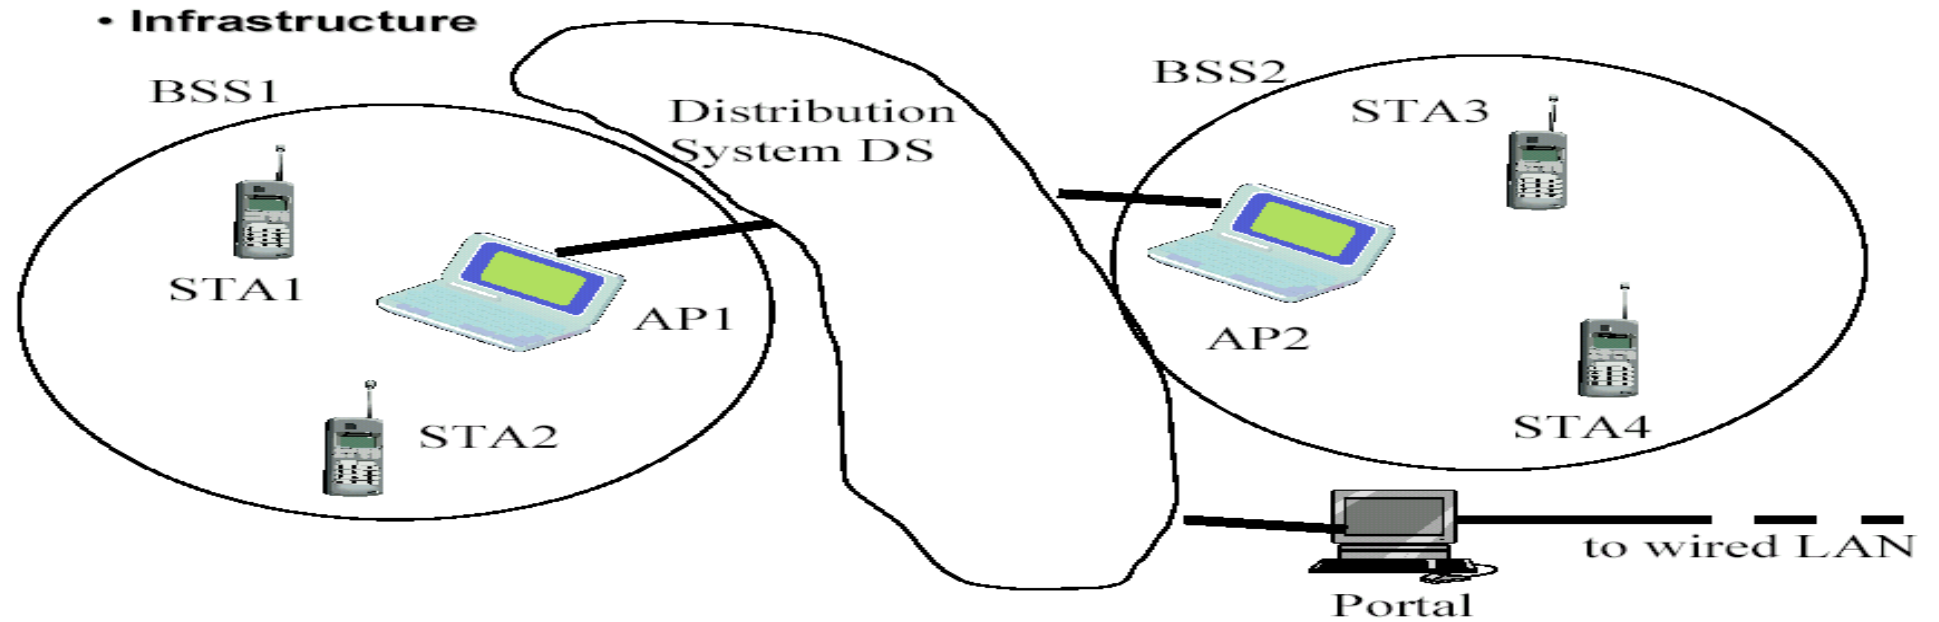 • Infrastructure
BSS1
Distribution
System DS
BSS2
STA3
STA1
AP1
AP2
STA2
STA4
to wired LAN
Portal